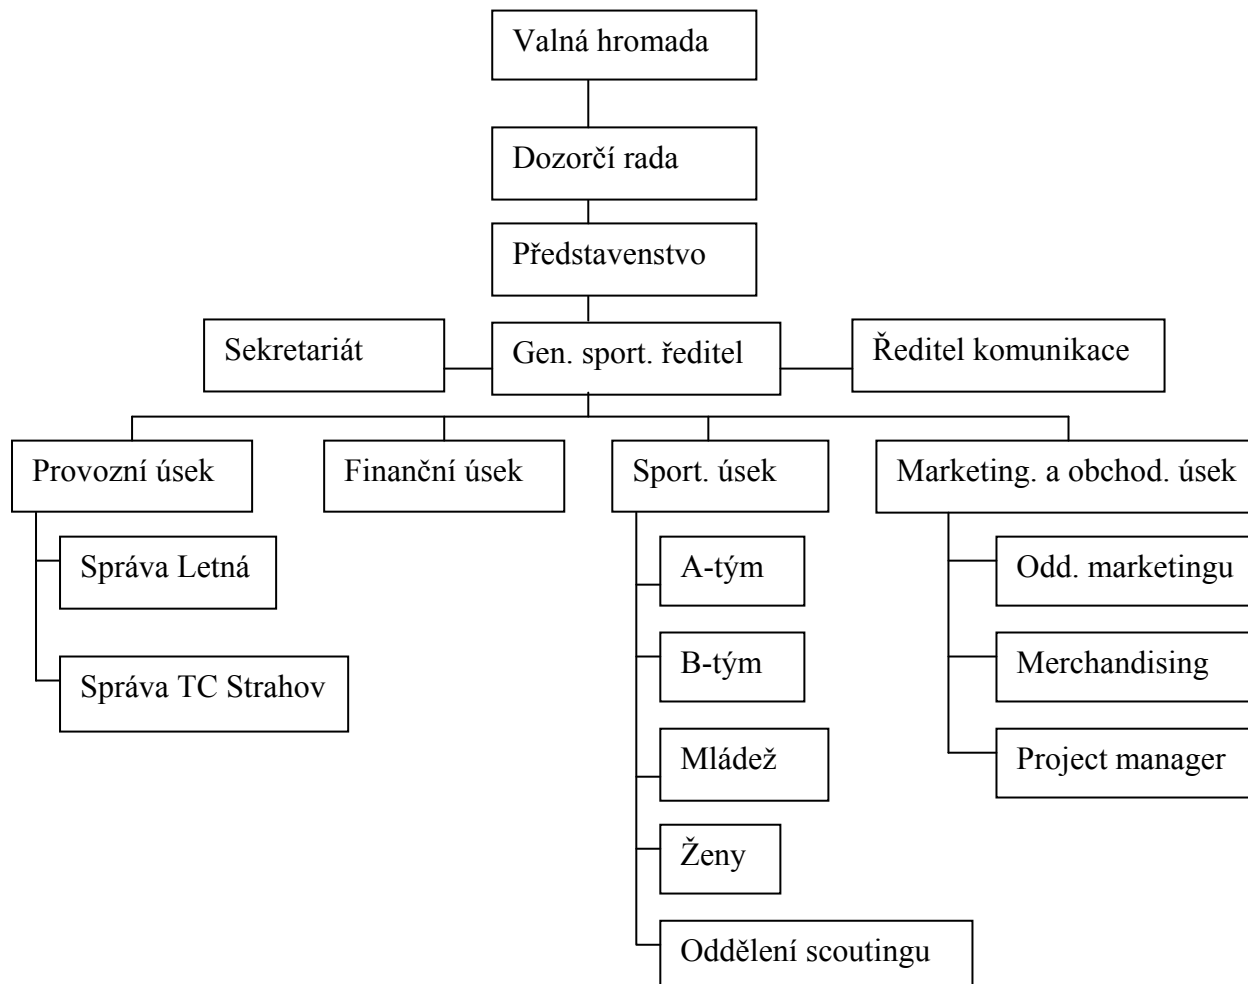 Valná hromada
Dozorčí rada
Představenstvo
Sekretariát
Gen. sport. ředitel
Ředitel komunikace
Provozní úsek
Finanční úsek
Sport. úsek
Marketing. a obchod. úsek
Správa Letná
Správa TC Strahov
A-tým
B-tým
Mládež
Ženy
Oddělení scoutingu
Odd. marketingu
Merchandising
Project manager